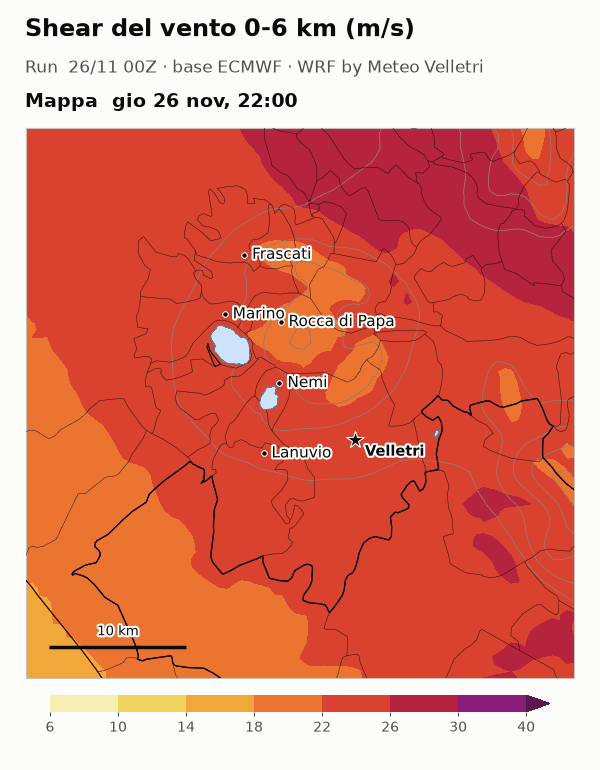 Shear del vento 0-6 km (m/s)
Run 26/11 00Z · base ECMWF · WRF by Meteo Velletri
Mappa gio 26 nov, 22:00
Frascati
Marino
Rocca di Papa
Nemi
Velletri
Lanuvio
10 km
6 10 14 18 22 26 30 40